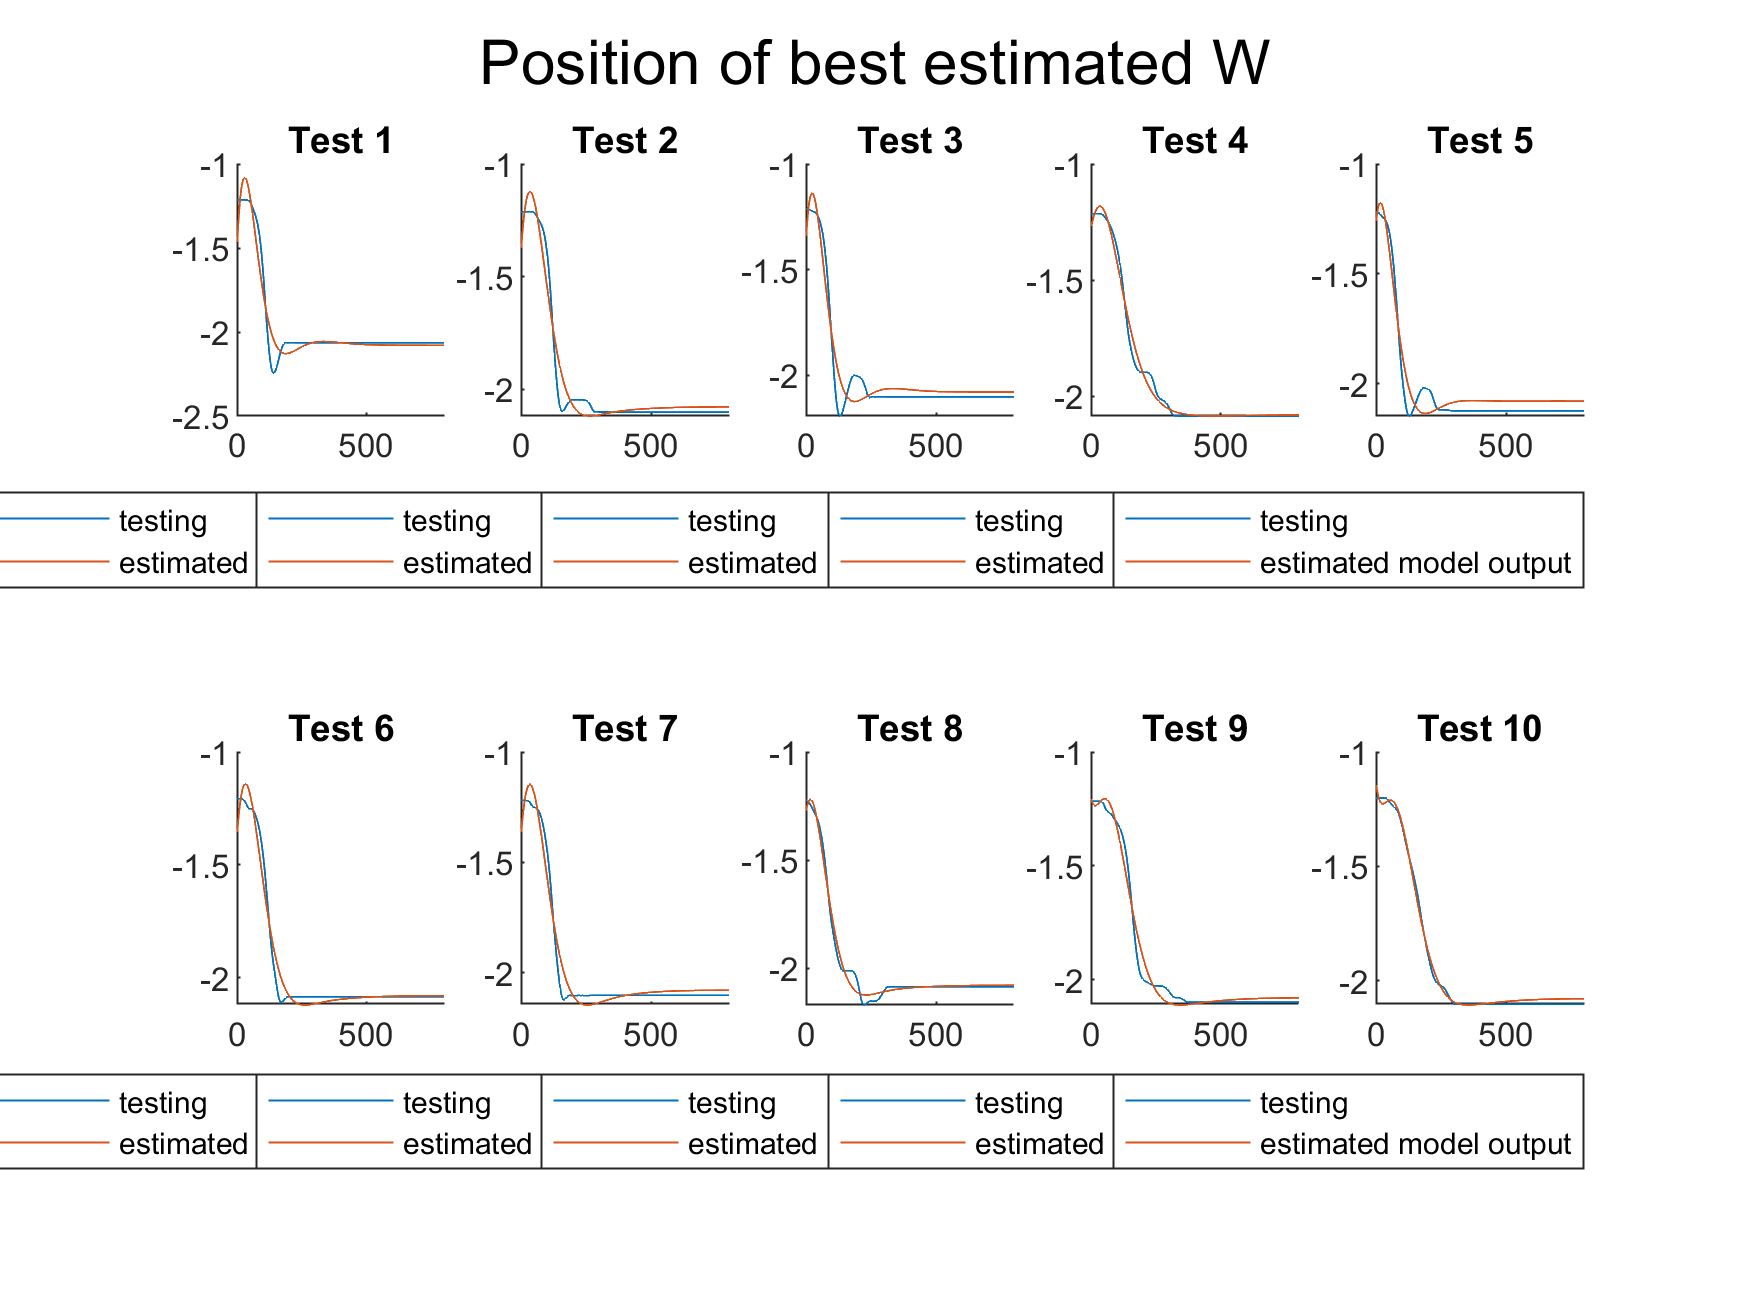 Position of best estimated W
Test 1 Test 2 Test 3 Test 4 Test 5
-1 -1 -1 -1 -1
-1.5 -1.5 -1.5 -1.5 -1.5
-2 -2 -2 -2 -2
-2.5
0 500 0 500 0 500 0 500 0 500
testing testing testing testing testing
estimated estimated estimated estimated estimated model output
Test 6 Test 7 Test 8 Test 9 Test 10
-1 -1 -1 -1 -1
-1.5 -1.5 -1.5 -1.5 -1.5
-2 -2 -2 -2 -2
0 500 0 500 0 500 0 500 0 500
testing testing testing testing testing
estimated estimated estimated estimated estimated model output